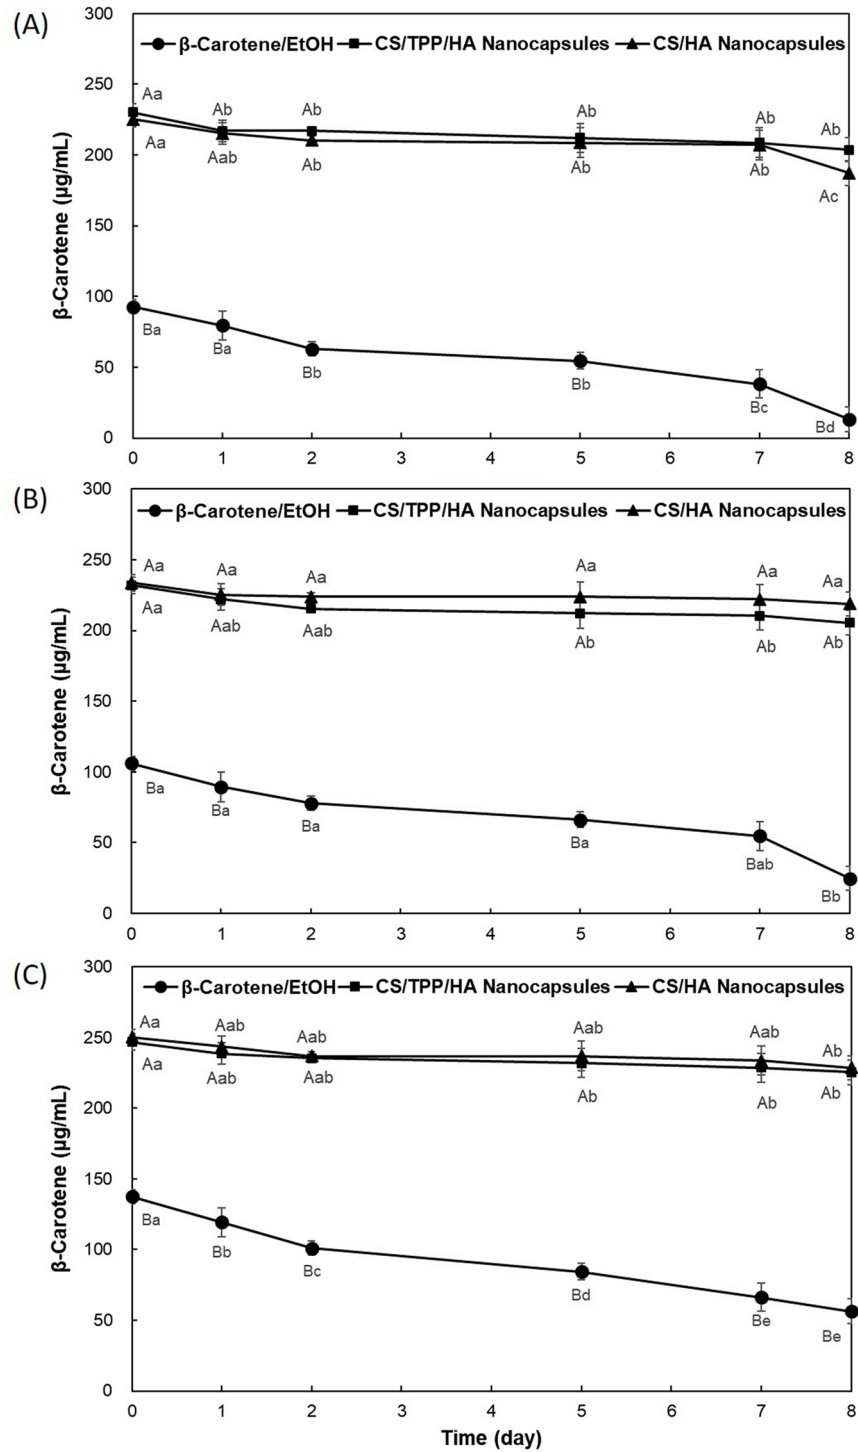 (A)
300
β-Carotene/EtOH CS/TPP/HA Nanocapsules CS/HA Nanocapsules
250
Aa Ab Ab Ab Ab Ab
200
Aa Aab Ab Ab Ab Ac
150
100
Ba Ba Bb Bb Bc Bd
50
0
β-Carotene (µg/mL)
0 1 2 3 4 5 6 7 8
(B)
300
β-Carotene/EtOH CS/TPP/HA Nanocapsules CS/HA Nanocapsules
250
Aa Aa Aa Aa Aa Aa
200
Aa Aab Aab Ab Ab Ab
150
100
Ba Ba Ba Ba Bab Bb
50
0
β-Carotene (µg/mL)
0 1 2 3 4 5 6 7 8
(C)
300
β-Carotene/EtOH CS/TPP/HA Nanocapsules CS/HA Nanocapsules
250
Aa Aab Aab Aab Aab Ab
200
Aa Aab Aab Ab Ab Ab
150
100
Ba Bb Bc Bd Be Be
50
0
β-Carotene (µg/mL)
0 1 2 3 4 5 6 7 8
Time (day)